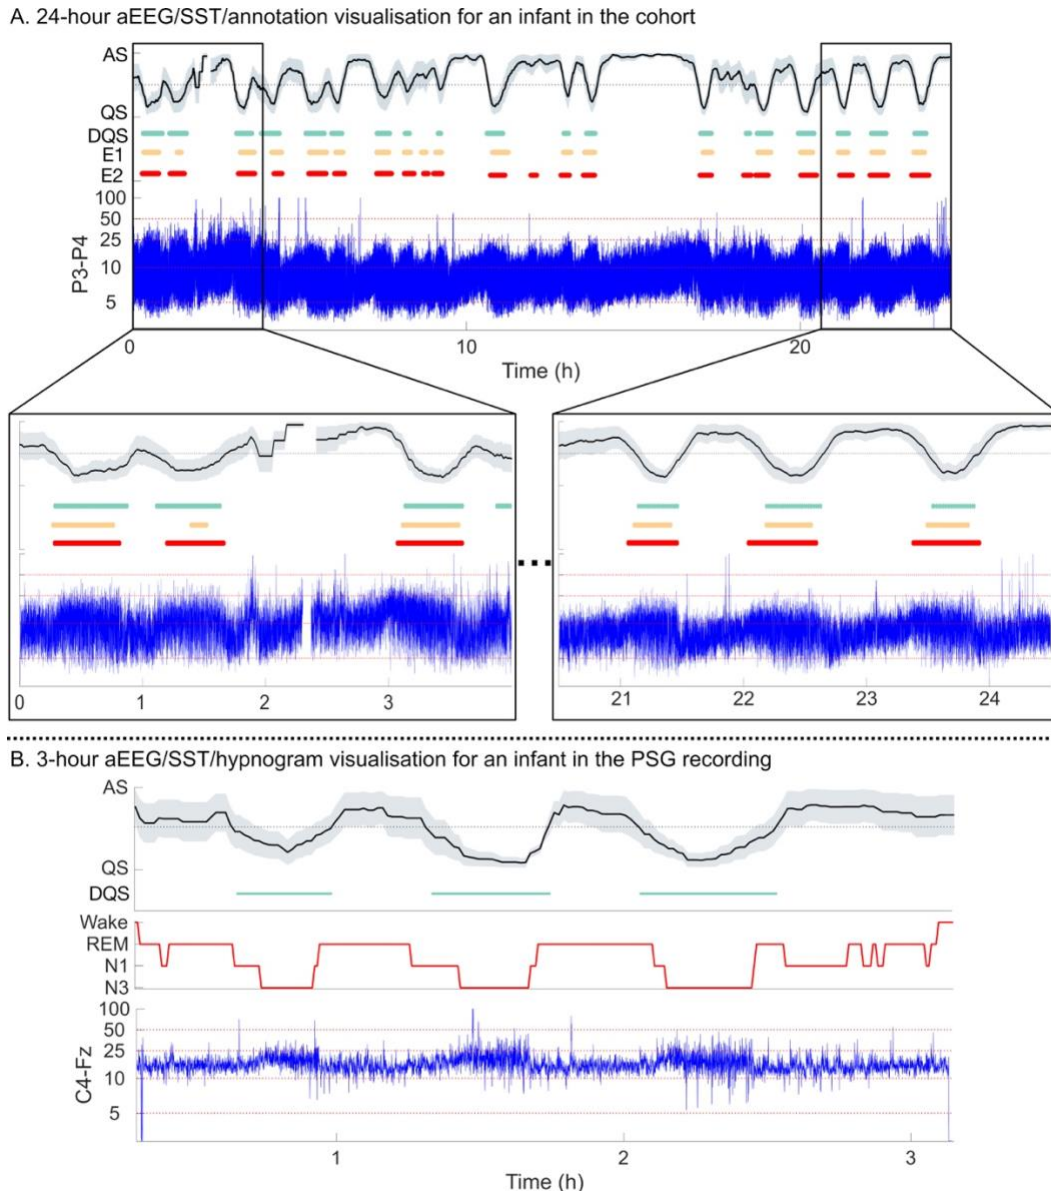 A. 24-hour aEEG/SST/annotation visualisation for an infant in the cohort
AS
QS
DQS
E1
E2
100
50
25
10
5
P3-P4
0 10 20
Time (h)
0 1 2 3
21 22 23 24
B. 3-hour aEEG/SST/hypnogram visualisation for an infant in the PSG recording
AS
QS
DQS
Wake
REM
N1
N3
100
50
25
10
5
C4-Fz
1 2 3
Time (h)